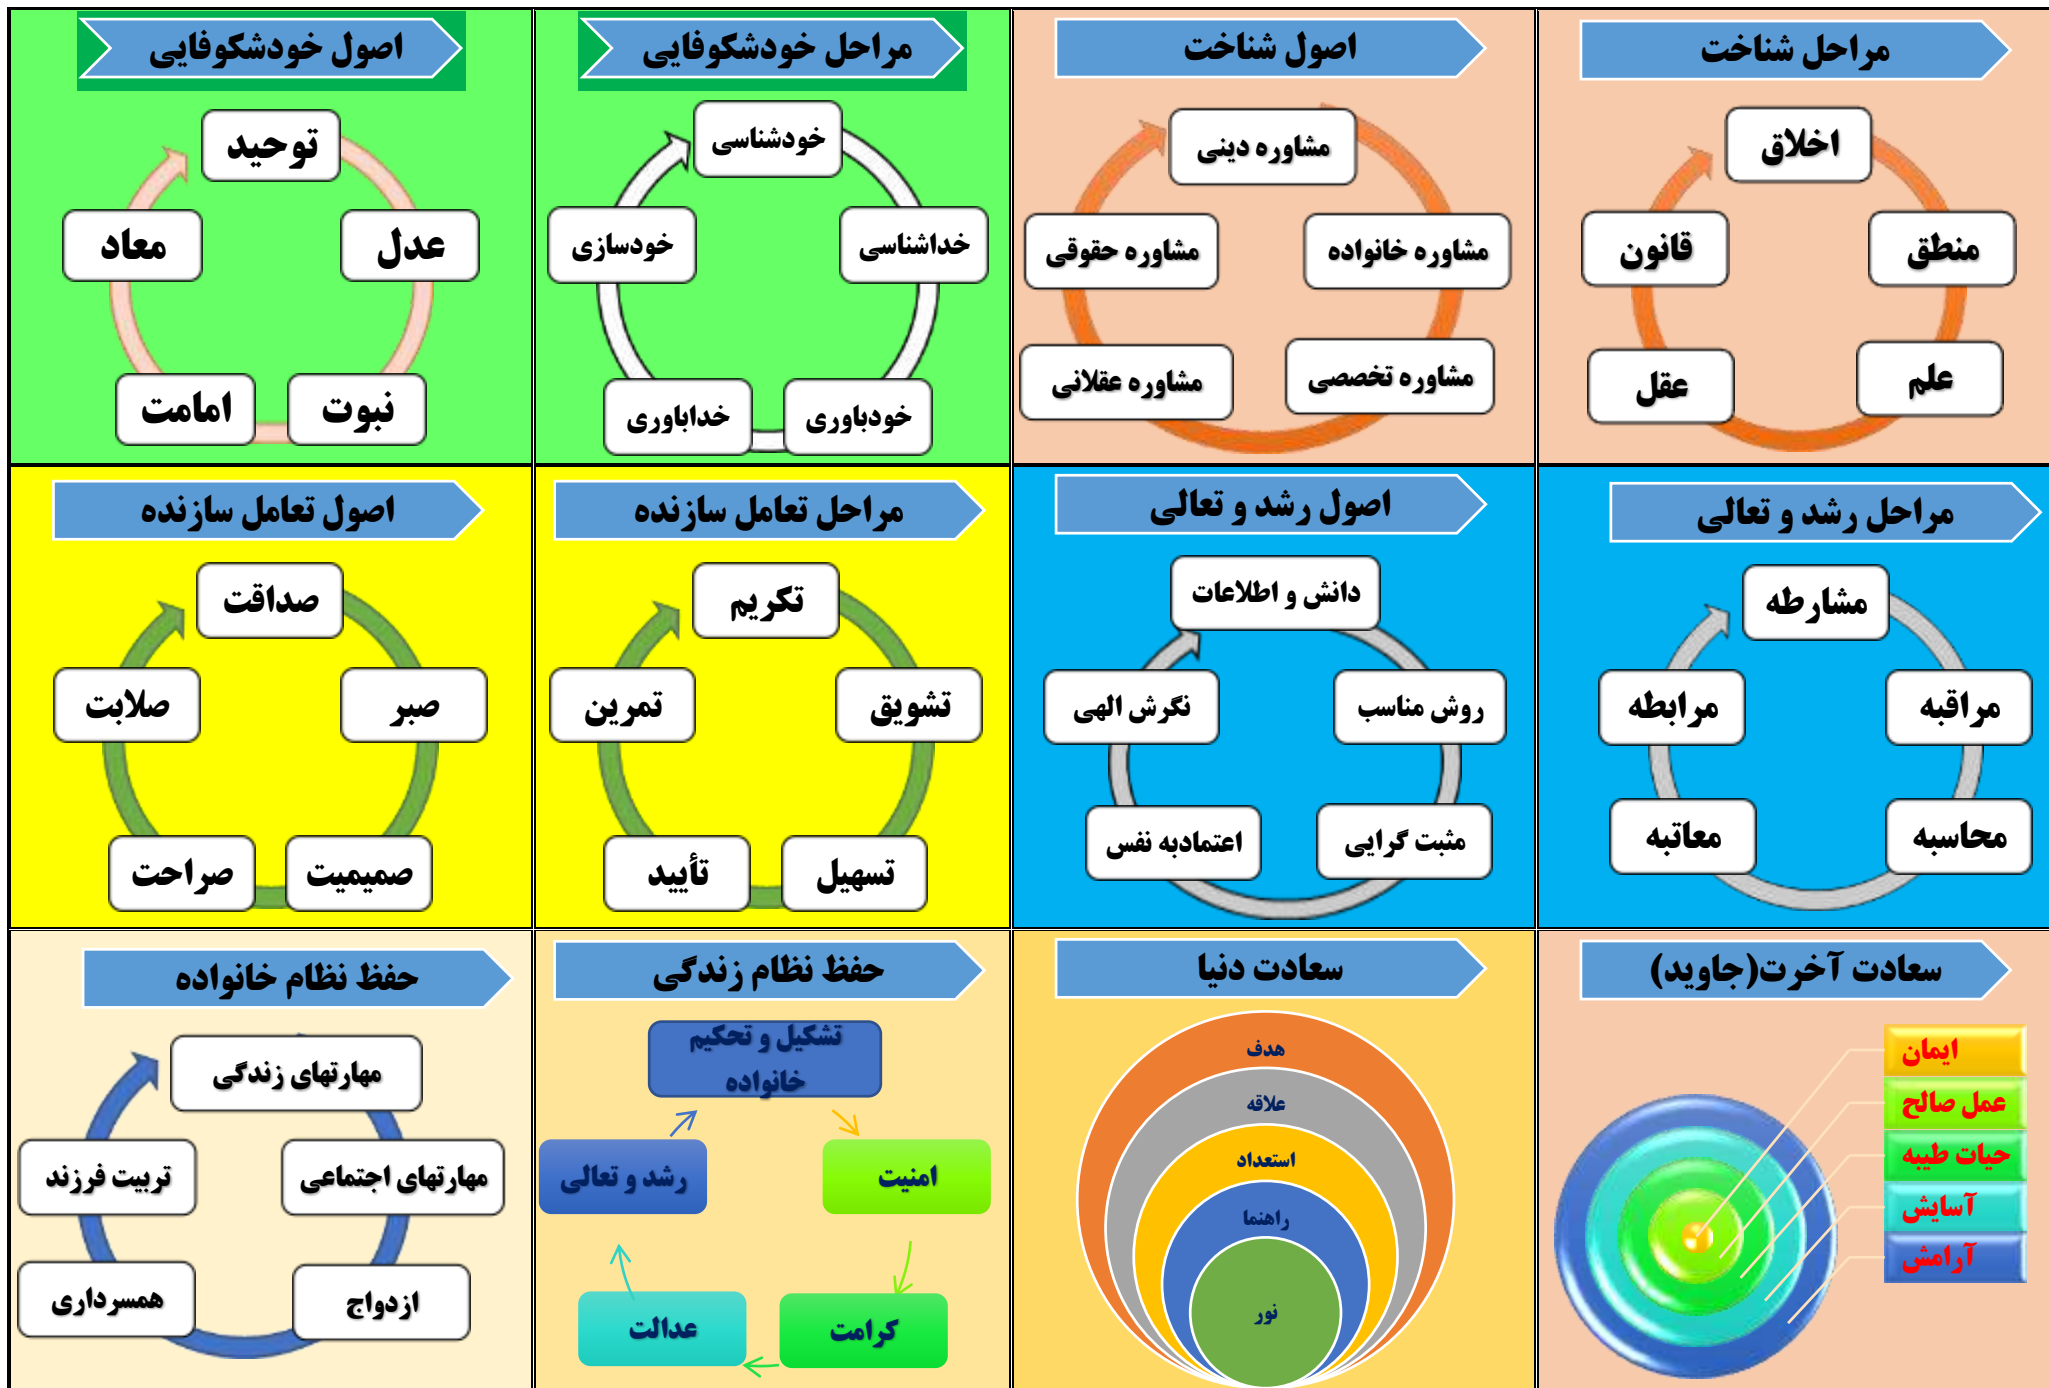 مراحل شناخت
اخلاق
منطق
علم
عقل
قانون
اصول شناخت
مشاوره دینی
مشاوره خانواده
مشاوره تخصصی
مشاوره عقلانی
مشاوره حقوقی
مراحل خودشکوفایی
خودشناسی
خداشناسی
خودباوری
خداباوری
خودسازی
اصول خودشکوفایی
توحید
عدل
نبوت
امامت
معاد
مراحل رشد و تعالی
مشارطه
مراقبه
محاسبه
معاتبه
مرابطه
اصول رشد و تعالی
دانش و اطلاعات
روش مناسب
مثبت گرایی
اعتمادبه نفس
نگرش الهی
مراحل تعامل سازنده
تکریم
تشویق
تسهیل
تأیید
تمرین
اصول تعامل سازنده
صداقت
صبر
صمیمیت
صراحت
صلابت
سعادت آخرت(جاوید)
ایمان
عمل صالح
حیات طیبه
آسایش
آرامش
سعادت دنیا
هدف
علاقه
استعداد
راهنما
نور
حفظ نظام زندگی
تشکیل و تحکیم
خانواده
امنیت
کرامت
عدالت
رشد و تعالی
حفظ نظام خانواده
مهارتهای زندگی
مهارتهای اجتماعی
ازدواج
همسرداری
تربیت فرزند